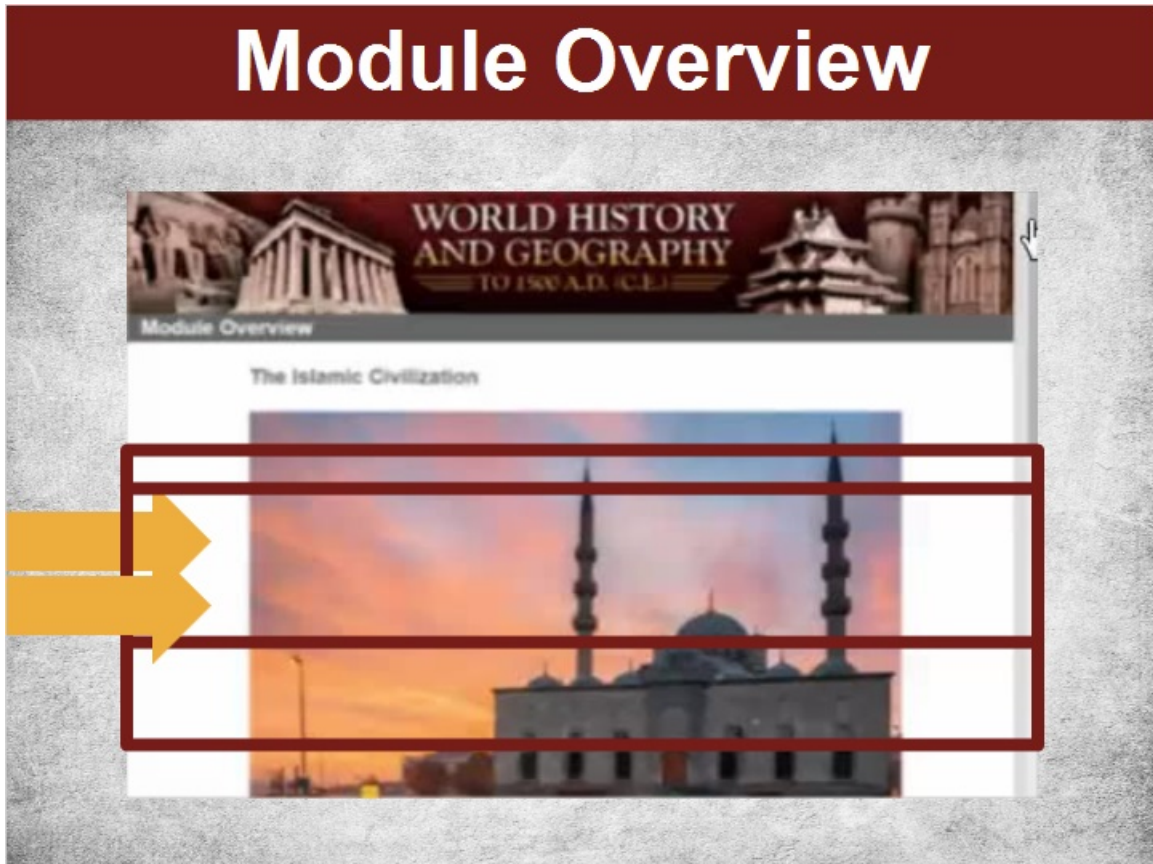 Module Overview
WORLD HISTORY
AND GEOGRAPHY
TO 1500 A.D. (C.E.)
Module Overview
The Islamic Civilization